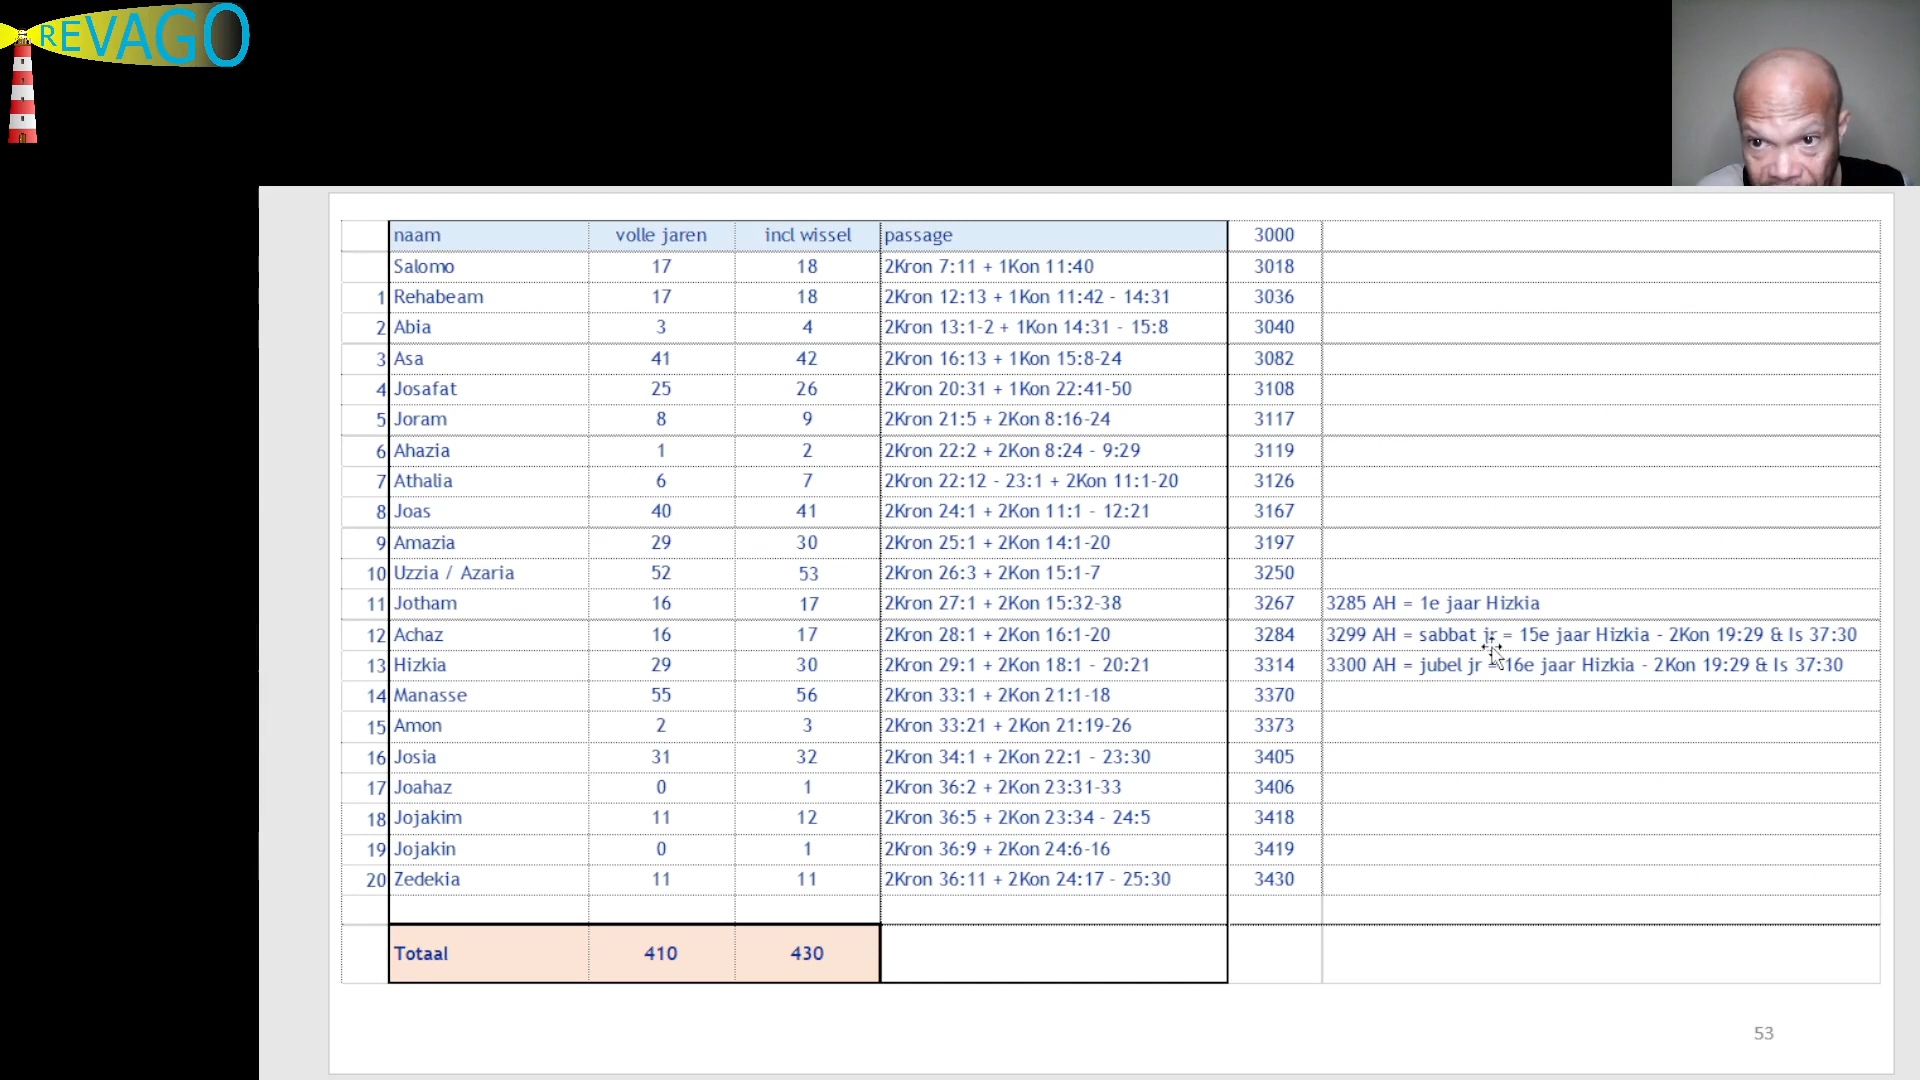 REVAGO
naam volle jaren incl wissel passage 3000
Salomo 17 18 2Kron 7:11 + 1Kon 11:40 3018
1 Rehabeam 17 18 2Kron 12:13 + 1Kon 11:42 - 14:31 3036
2 Abia 3 4 2Kron 13:1-2 + 1Kon 14:31 - 15:8 3040
3 Asa 41 42 2Kron 16:13 + 1Kon 15:8-24 3082
4 Josafat 25 26 2Kron 20:31 + 1Kon 22:41-50 3108
5 Joram 8 9 2Kron 21:5 + 2Kon 8:16-24 3117
6 Ahazia 1 2 2Kron 22:2 + 2Kon 8:24 - 9:29 3119
7 Athalia 6 7 2Kron 22:12 - 23:1 + 2Kon 11:1-20 3126
8 Joas 40 41 2Kron 24:1 + 2Kon 11:1 - 12:21 3167
9 Amazia 29 30 2Kron 25:1 + 2Kon 14:1-20 3197
10 Uzzia / Azaria 52 53 2Kron 26:3 + 2Kon 15:1-7 3250
11 Jotham 16 17 2Kron 27:1 + 2Kon 15:32-38 3267 3285 AH = 1e jaar Hizkia
12 Achaz 16 17 2Kron 28:1 + 2Kon 16:1-20 3284 3299 AH = sabbat jr = 15e jaar Hizkia - 2Kon 19:29 & Is 37:30
13 Hizkia 29 30 2Kron 29:1 + 2Kon 18:1 - 20:21 3314 3300 AH = jubel jr = 16e jaar Hizkia - 2Kon 19:29 & Is 37:30
14 Manasse 55 56 2Kron 33:1 + 2Kon 21:1-18 3370
15 Amon 2 3 2Kron 33:21 + 2Kon 21:19-26 3373
16 Josia 31 32 2Kron 34:1 + 2Kon 22:1 - 23:30 3405
17 Joahaz 0 1 2Kron 36:2 + 2Kon 23:31-33 3406
18 Jojakim 11 12 2Kron 36:5 + 2Kon 23:34 - 24:5 3418
19 Jojakin 0 1 2Kron 36:9 + 2Kon 24:6-16 3419
20 Zedekia 11 11 2Kron 36:11 + 2Kon 24:17 - 25:30 3430
Totaal 410 430
53